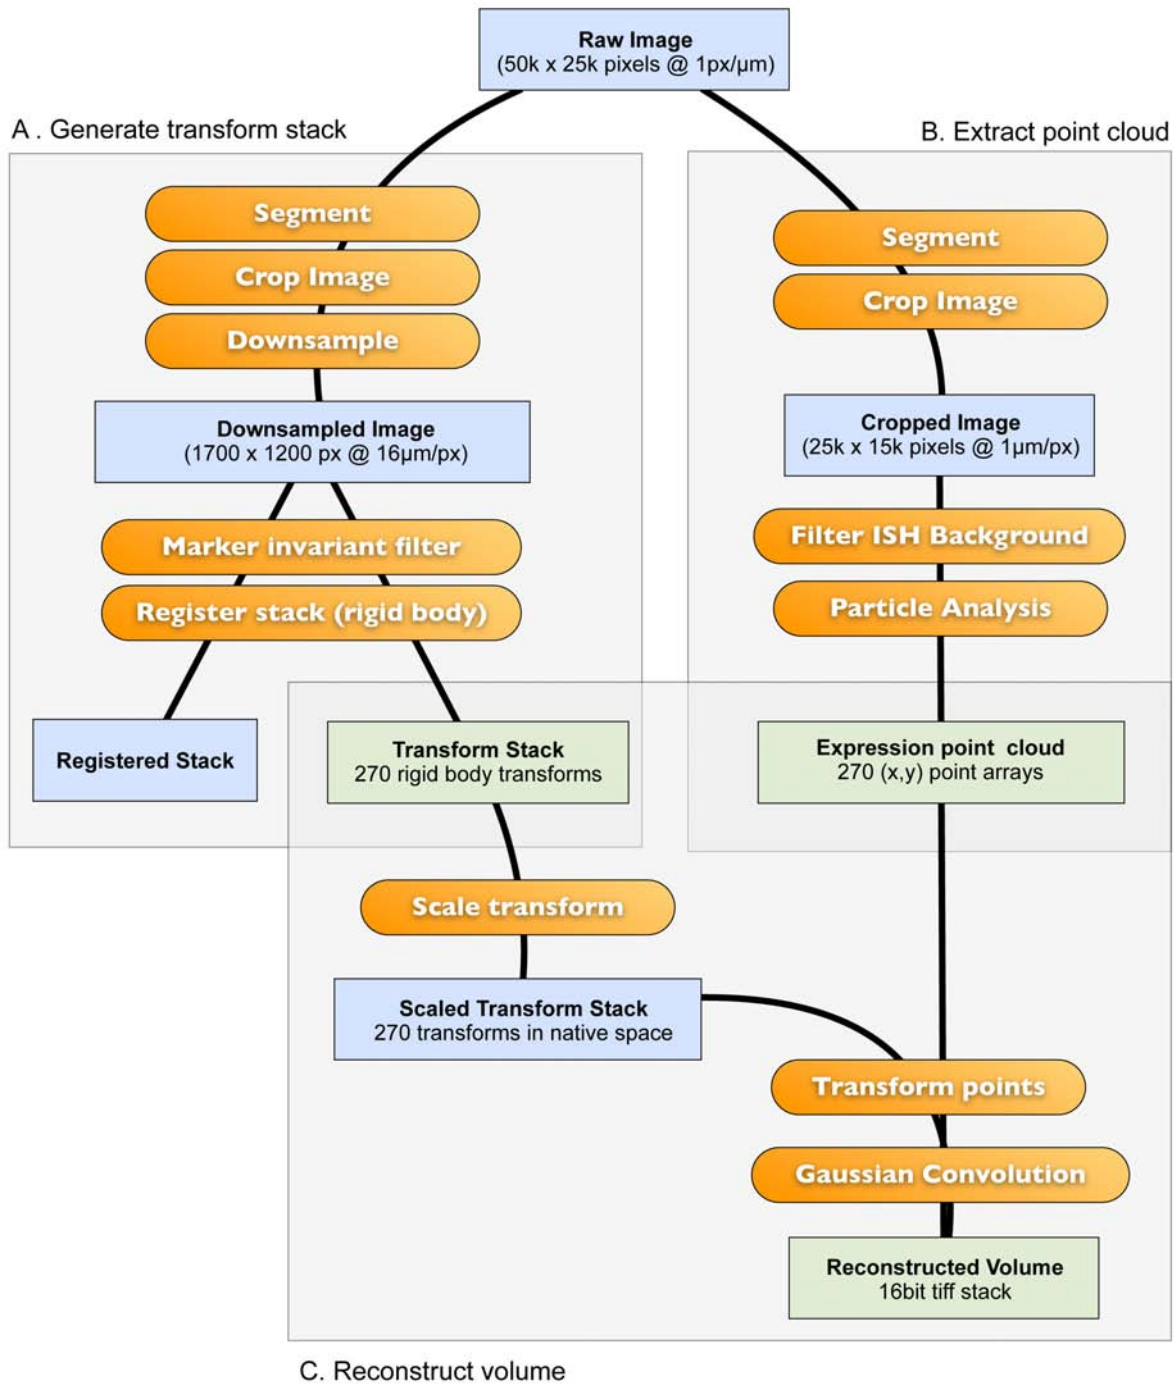 Raw Image
(50k x 25k pixels @ 1px/µm)
A . Generate transform stack
B. Extract point cloud
Segment
Crop Image
Downsample
Downsampled Image
(1700 x 1200 px @ 16µm/px)
Marker invariant filter
Register stack (rigid body)
Registered Stack
Transform Stack
270 rigid body transforms
Segment
Crop Image
Cropped Image
(25k x 15k pixels @ 1µm/px)
Filter ISH Background
Particle Analysis
Expression point cloud
270 (x,y) point arrays
Scale transform
Scaled Transform Stack
270 transforms in native space
Transform points
Gaussian Convolution
Reconstructed Volume
16bit tiff stack
C. Reconstruct volume